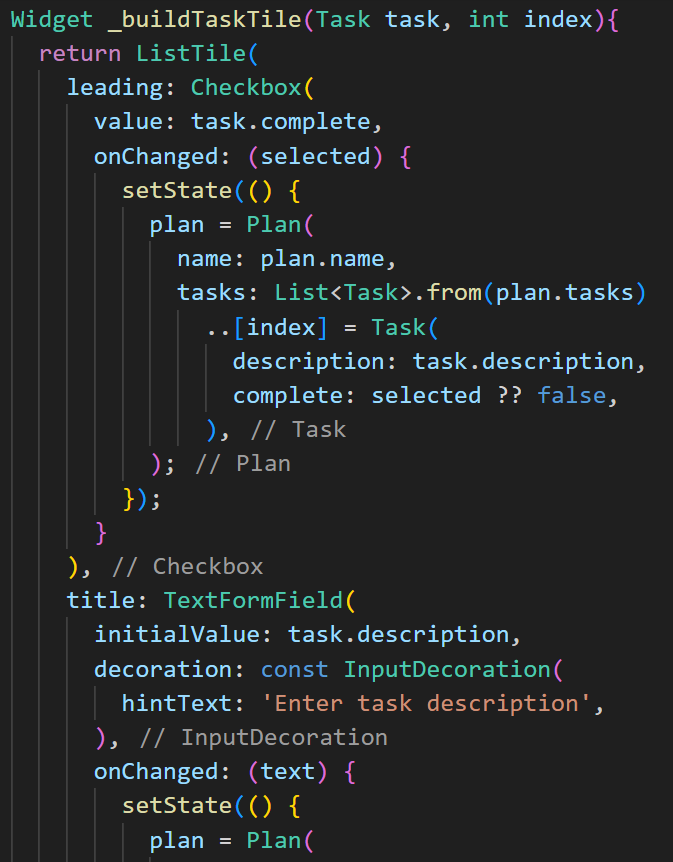 Widget _buildTaskTile(Task task, int index){
  return ListTile(
    leading: Checkbox(
      value: task.complete,
      onChanged: (selected) {
        setState(() {
          plan = Plan(
            name: plan.name,
            tasks: List<Task>.from(plan.tasks)
              ..[index] = Task(
                description: task.description,
                complete: selected ?? false,
              ), // Task
          ); // Plan
        });
      }
    ), // Checkbox
    title: TextFormField(
      initialValue: task.description,
      decoration: const InputDecoration(
        hintText: 'Enter task description',
      ), // InputDecoration
      onChanged: (text) {
        setState(() {
          plan = Plan(